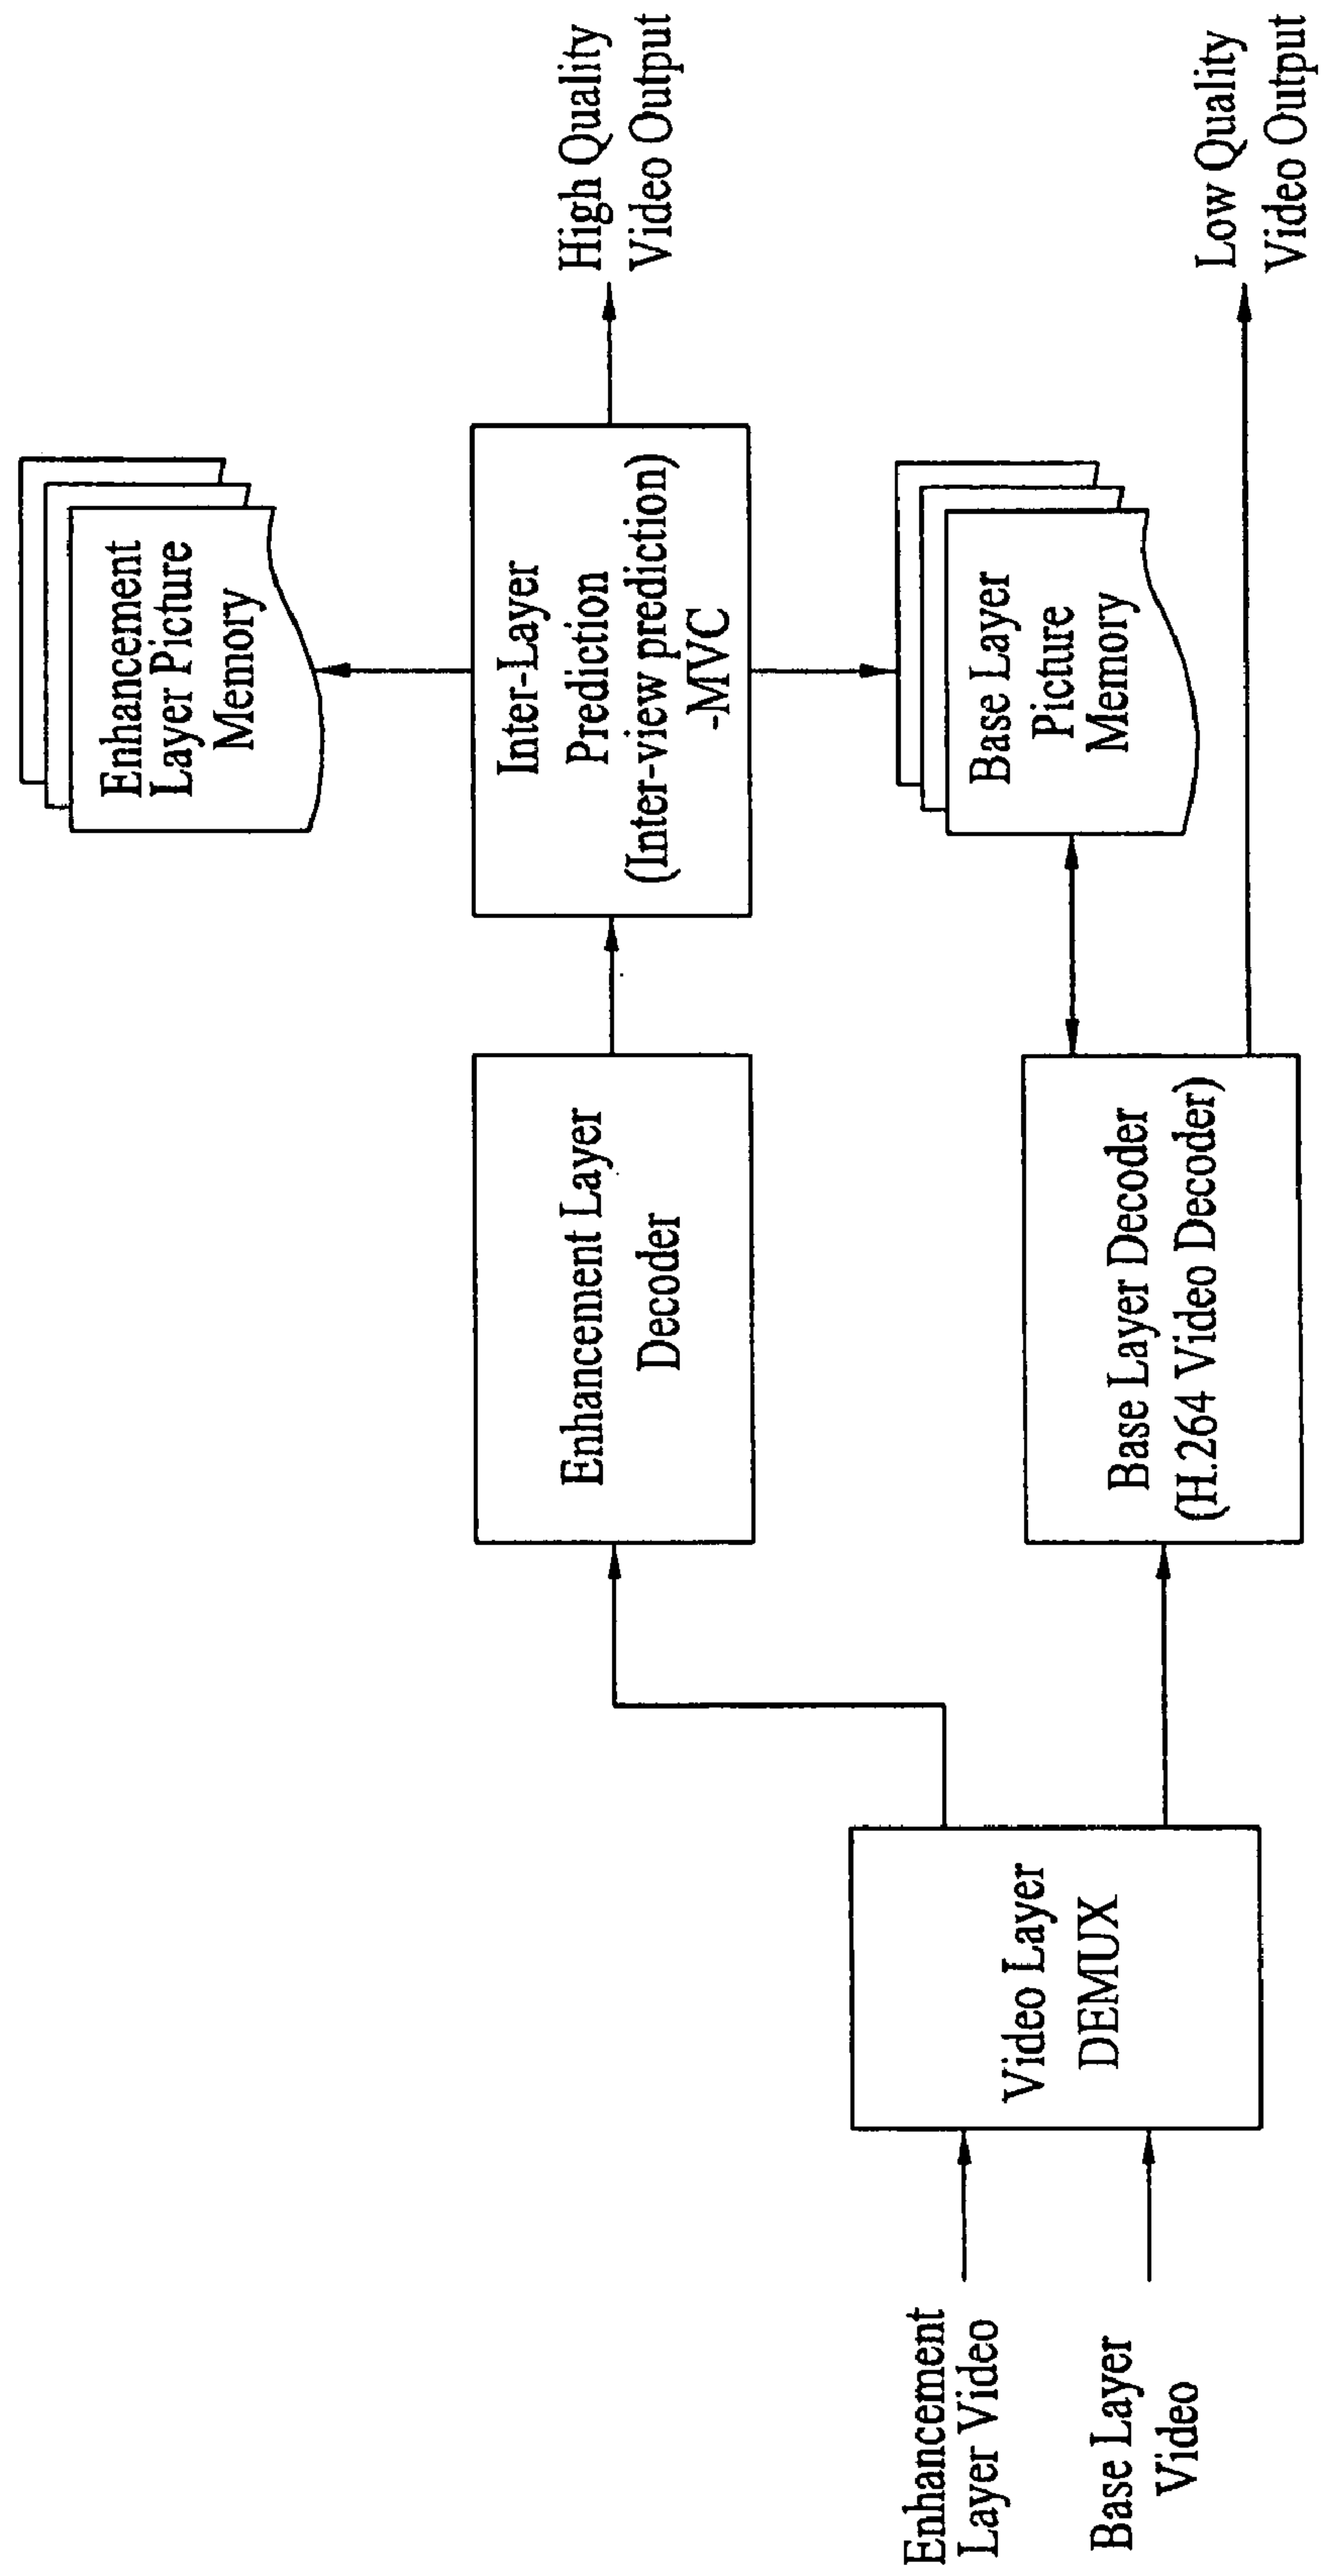 Enhancement
Layer Video
Base Layer
Video
Video Layer
DEMUX
Enhancement Layer
Decoder
Base Layer Decoder
(H.264 Video Decoder)
Enhancement
Layer Picture
Memory
Inter-Layer
Prediction
(Inter-view prediction)
-MVC
Base Layer
Picture
Memory
High Quality
Video Output
Low Quality
Video Output